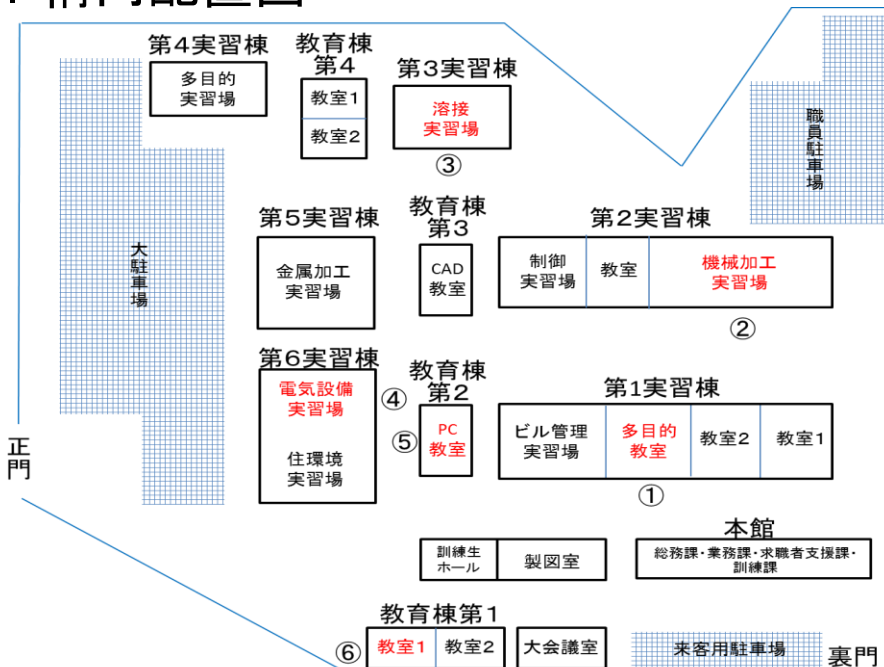 構内配置図
第4実習棟
多目的
実習場
教育棟
第4
教室1
教室2
第3実習棟
溶接
実習場
③
職員駐車場
大駐車場
第5実習棟
金属加工
実習場
教育棟
第3
CAD
教室
第2実習棟
制御
実習場
教室
機械加工
実習場
②
第6実習棟
電気設備
実習場
住環境
実習場
④
⑤
教育棟
第2
PC
教室
第1実習棟
ビル管理
実習場
多目的
教室
教室2
教室1
①
正門
訓練生
ホール
製図室
本館
総務課・業務課・求職者支援課・
訓練課
教育棟第1
⑥
教室1
教室2
大会議室
来客用駐車場
裏門